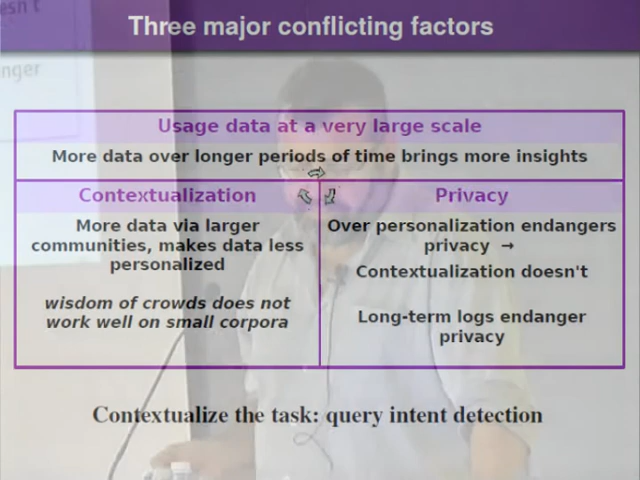 esn't
nger
Three major conflicting factors
Usage data at a very large scale
More data over longer periods of time brings more insights
Contextualization
More data via larger
communities, makes data less
personalized
wisdom of crowds does not
work well on small corpora
Privacy
Over personalization endangers
privacy →
Contextualization doesn't
Long-term logs endanger
privacy
Contextualize the task: query intent detection